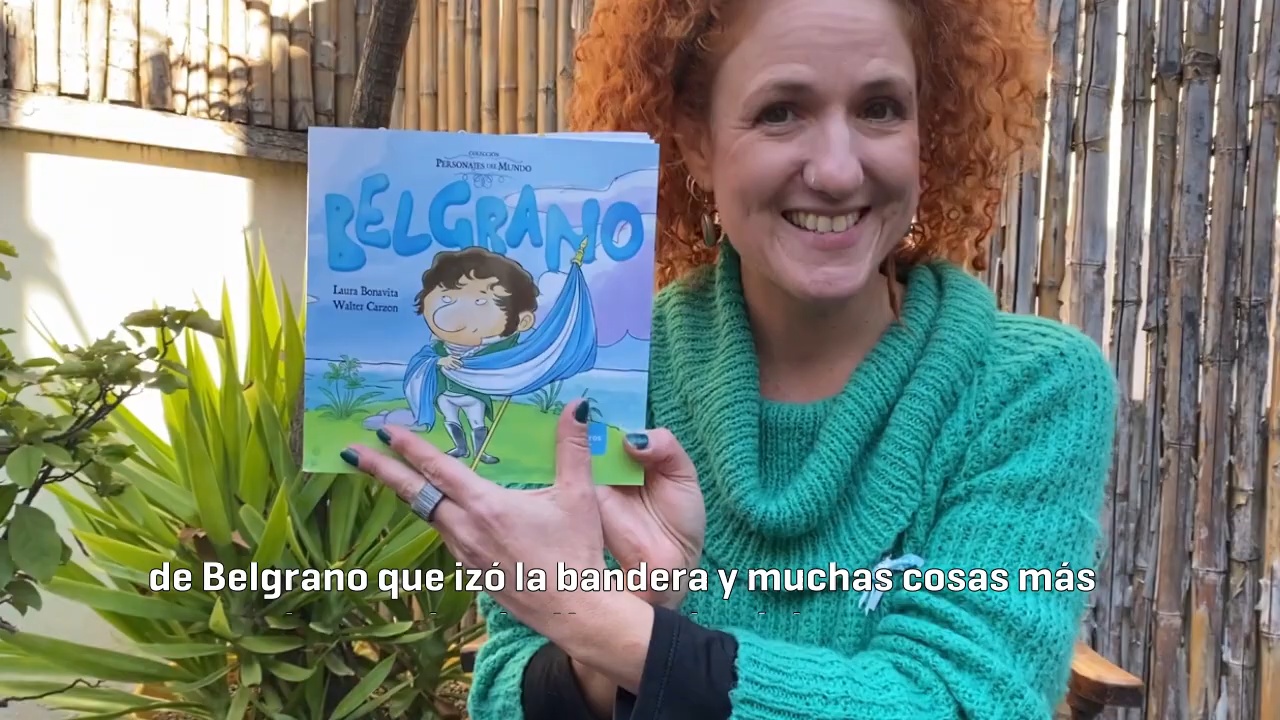 COLECCIÓN
PERSONAJES DEL MUNDO
BELGRANO
Laura Bonavita
Walter Carzon
de Belgrano que izó la bandera y muchas cosas más